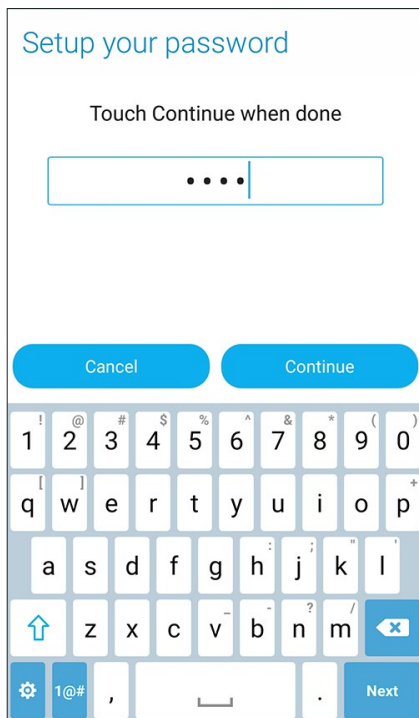 Setup your password
Touch Continue when done
••••
Cancel Continue
! @ # $ % ^ & * ( )
1 2 3 4 5 6 7 8 9 0
[ ] +
q w e r t y u i o p
: ; " '
a s d f g h j k l
_ - ? /
z x c v b n m
1@# , . Next